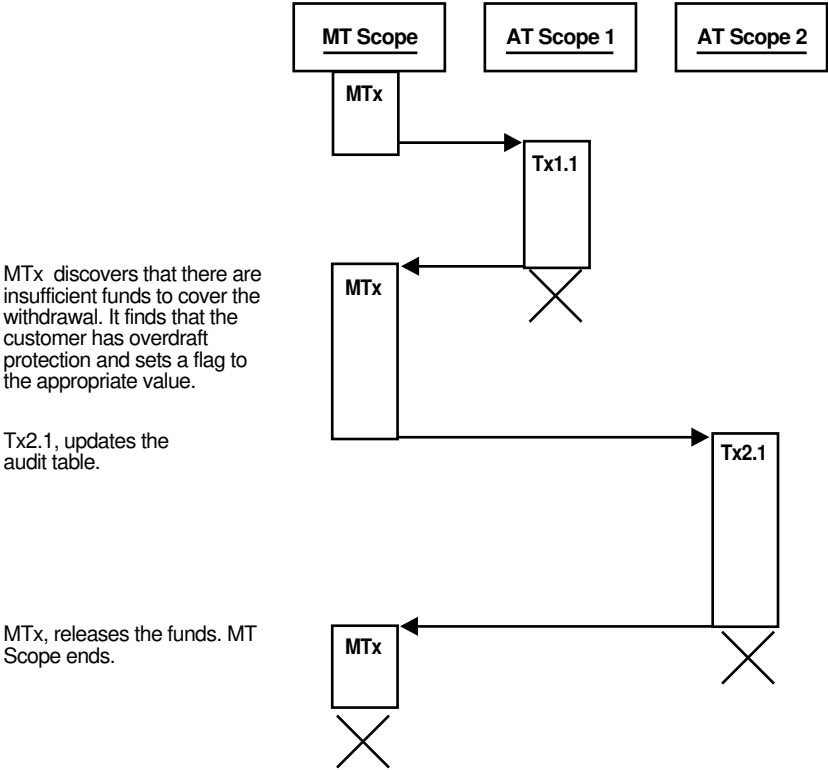 MT Scope
AT Scope 1
AT Scope 2
MTx
Tx1.1
MTx discovers that there are
insufficient funds to cover the
withdrawal. It finds that the
customer has overdraft
protection and sets a flag to
the appropriate value.
MTx
Tx2.1, updates the
audit table.
Tx2.1
MTx, releases the funds. MT
Scope ends.
MTx